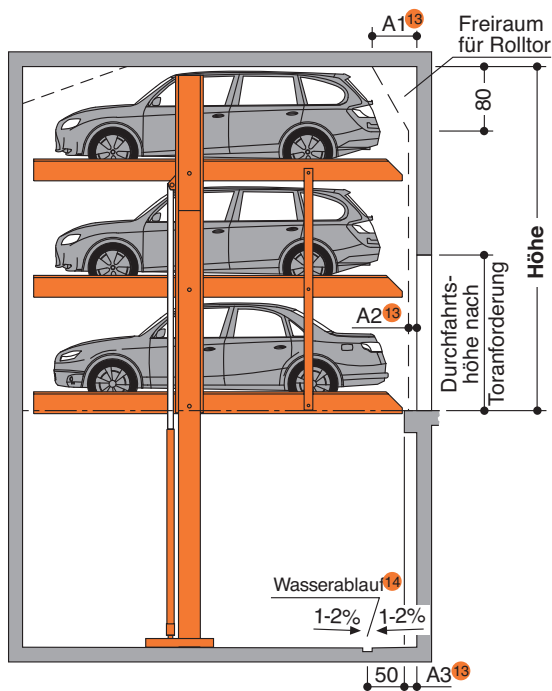 A1 13
Freiraum
für Rolltor
80
Höhe
A2 13
Durchfahrts-
höhe nach
Toranforderung
Wasserablauf 14
1-2% 1-2%
50 A3 13